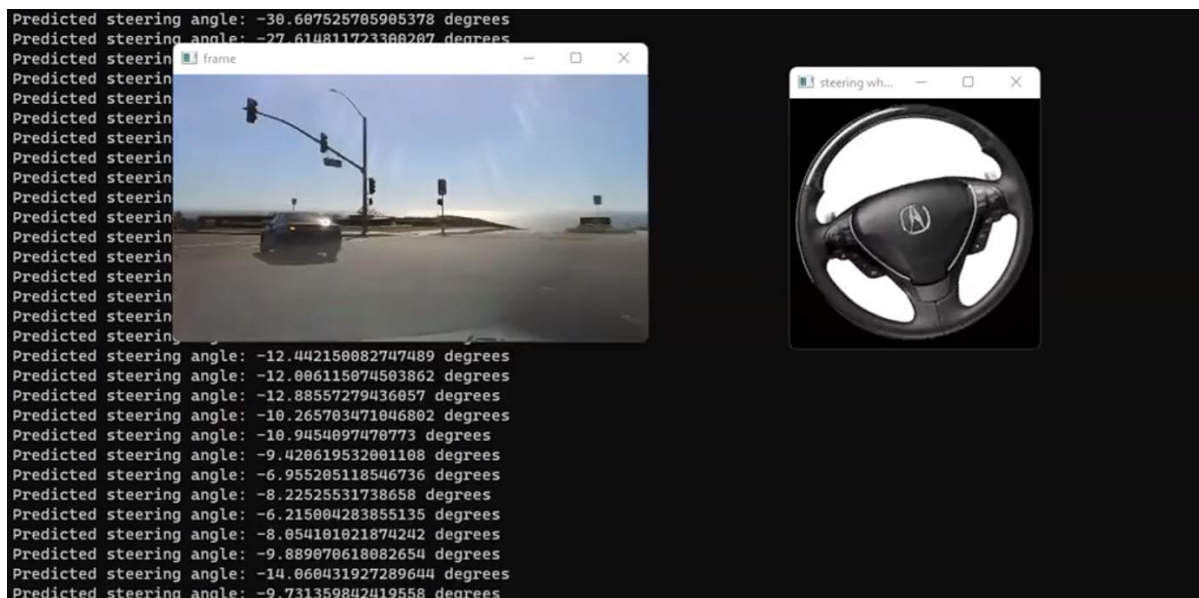 Predicted steering angle: -30.607525705905378 degrees
Predicted steering angle: -27.614811723300207 degrees
Predicted steerin
frame
Predicted steerin
steering wh...
Predicted steerin
Predicted steerin
Predicted steerin
Predicted steerin
Predicted steerin
Predicted steerin
Predicted steerin
Predicted steerin
Predicted steerin
Predicted steerin
Predicted steerin
Predicted steerin
Predicted steerin
Predicted steering
Predicted steering angle: -12.442150082747489 degrees
Predicted steering angle: -12.006115074503862 degrees
Predicted steering angle: -12.88557279436057 degrees
Predicted steering angle: -10.265703471046802 degrees
Predicted steering angle: -10.9454097470773 degrees
Predicted steering angle: -9.420619532001108 degrees
Predicted steering angle: -6.955205118546736 degrees
Predicted steering angle: -8.22525531738658 degrees
Predicted steering angle: -6.215004283855135 degrees
Predicted steering angle: -8.054101021874242 degrees
Predicted steering angle: -9.889070618082654 degrees
Predicted steering angle: -14.060431927289644 degrees
Predicted steering angle: -9.731359842419558 degrees